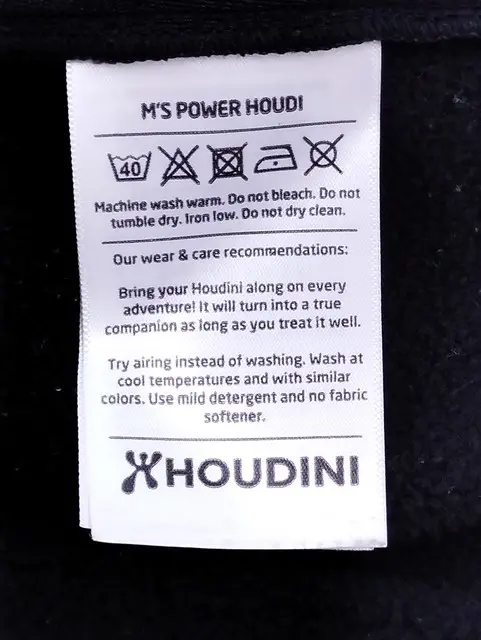 M'S POWER HOUDI
40
Machine wash warm. Do not bleach. Do not
tumble dry. Iron low. Do not dry clean.
Our wear & care recommendations:
Bring your Houdini along on every
adventure! It will turn into a true
companion as long as you treat it well.
Try airing instead of washing. Wash at
cool temperatures and with similar
colors. Use mild detergent and no fabric
softener.
HOUDINI